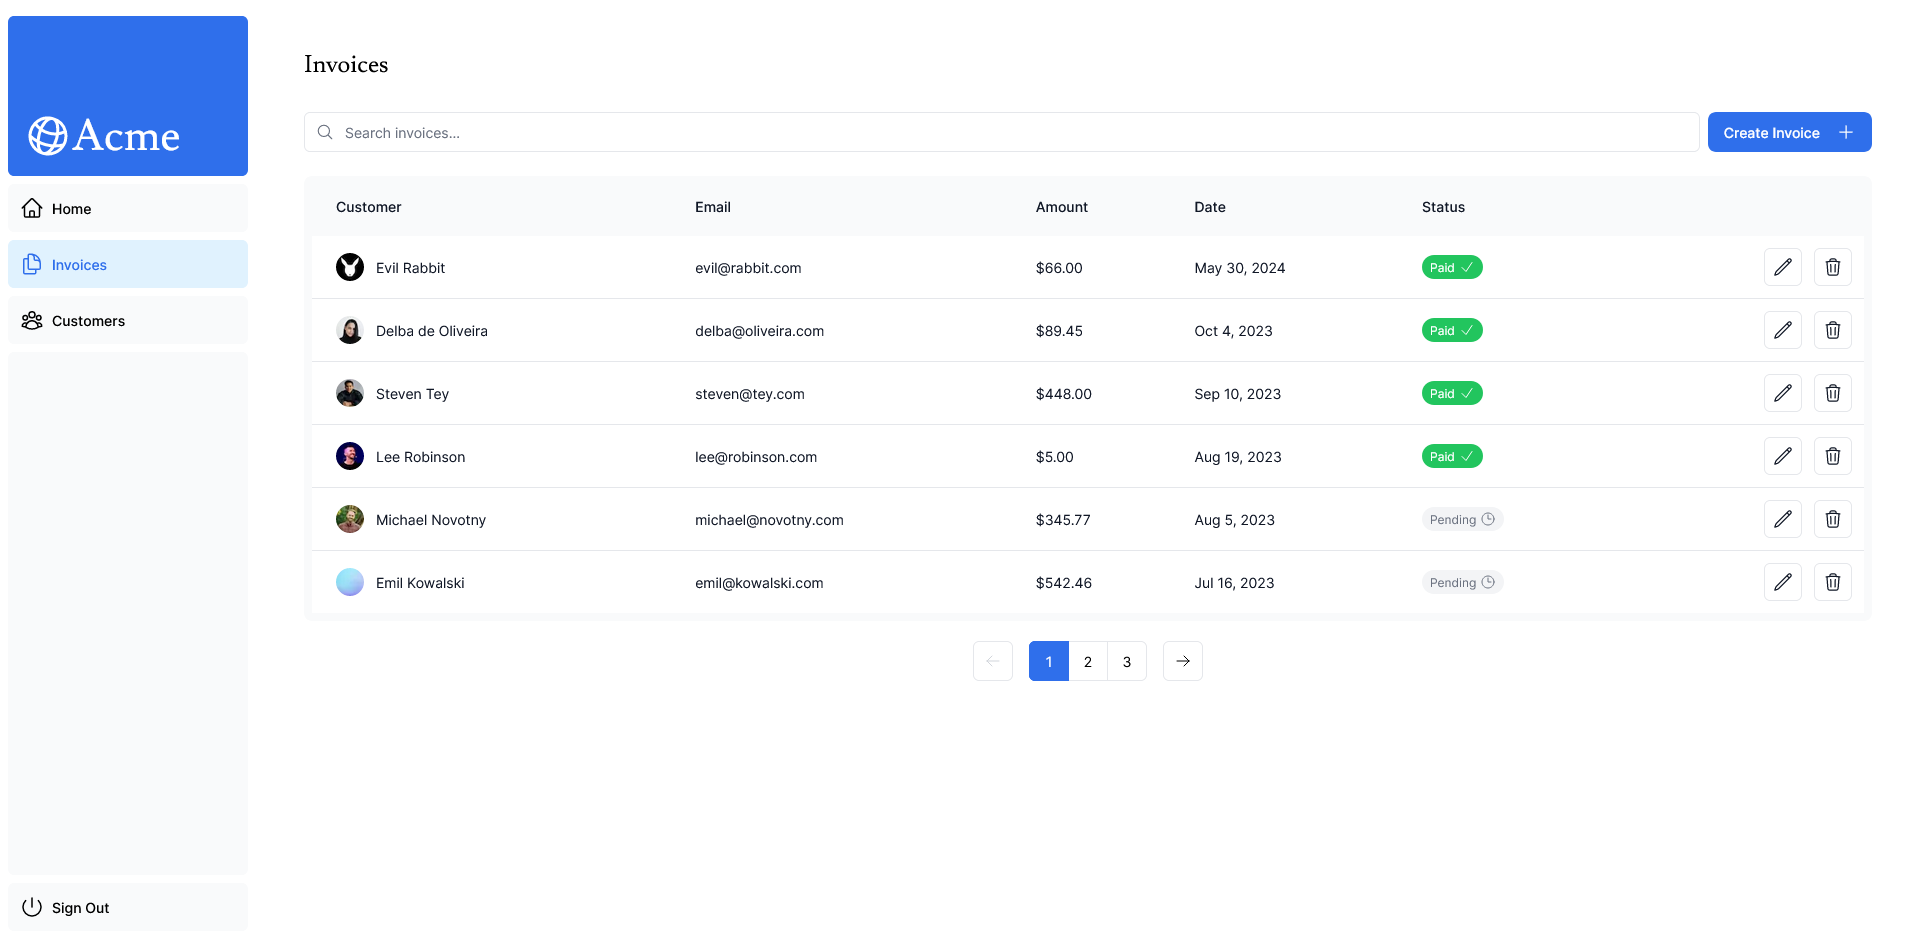 Acme
Home
Invoices
Customers
Sign Out
Invoices
Search invoices...
Create Invoice
Customer Email Amount Date Status
Evil Rabbit evil@rabbit.com $66.00 May 30, 2024 Paid
Delba de Oliveira delba@oliveira.com $89.45 Oct 4, 2023 Paid
Steven Tey steven@tey.com $448.00 Sep 10, 2023 Paid
Lee Robinson lee@robinson.com $5.00 Aug 19, 2023 Paid
Michael Novotny michael@novotny.com $345.77 Aug 5, 2023 Pending
Emil Kowalski emil@kowalski.com $542.46 Jul 16, 2023 Pending
1 2 3